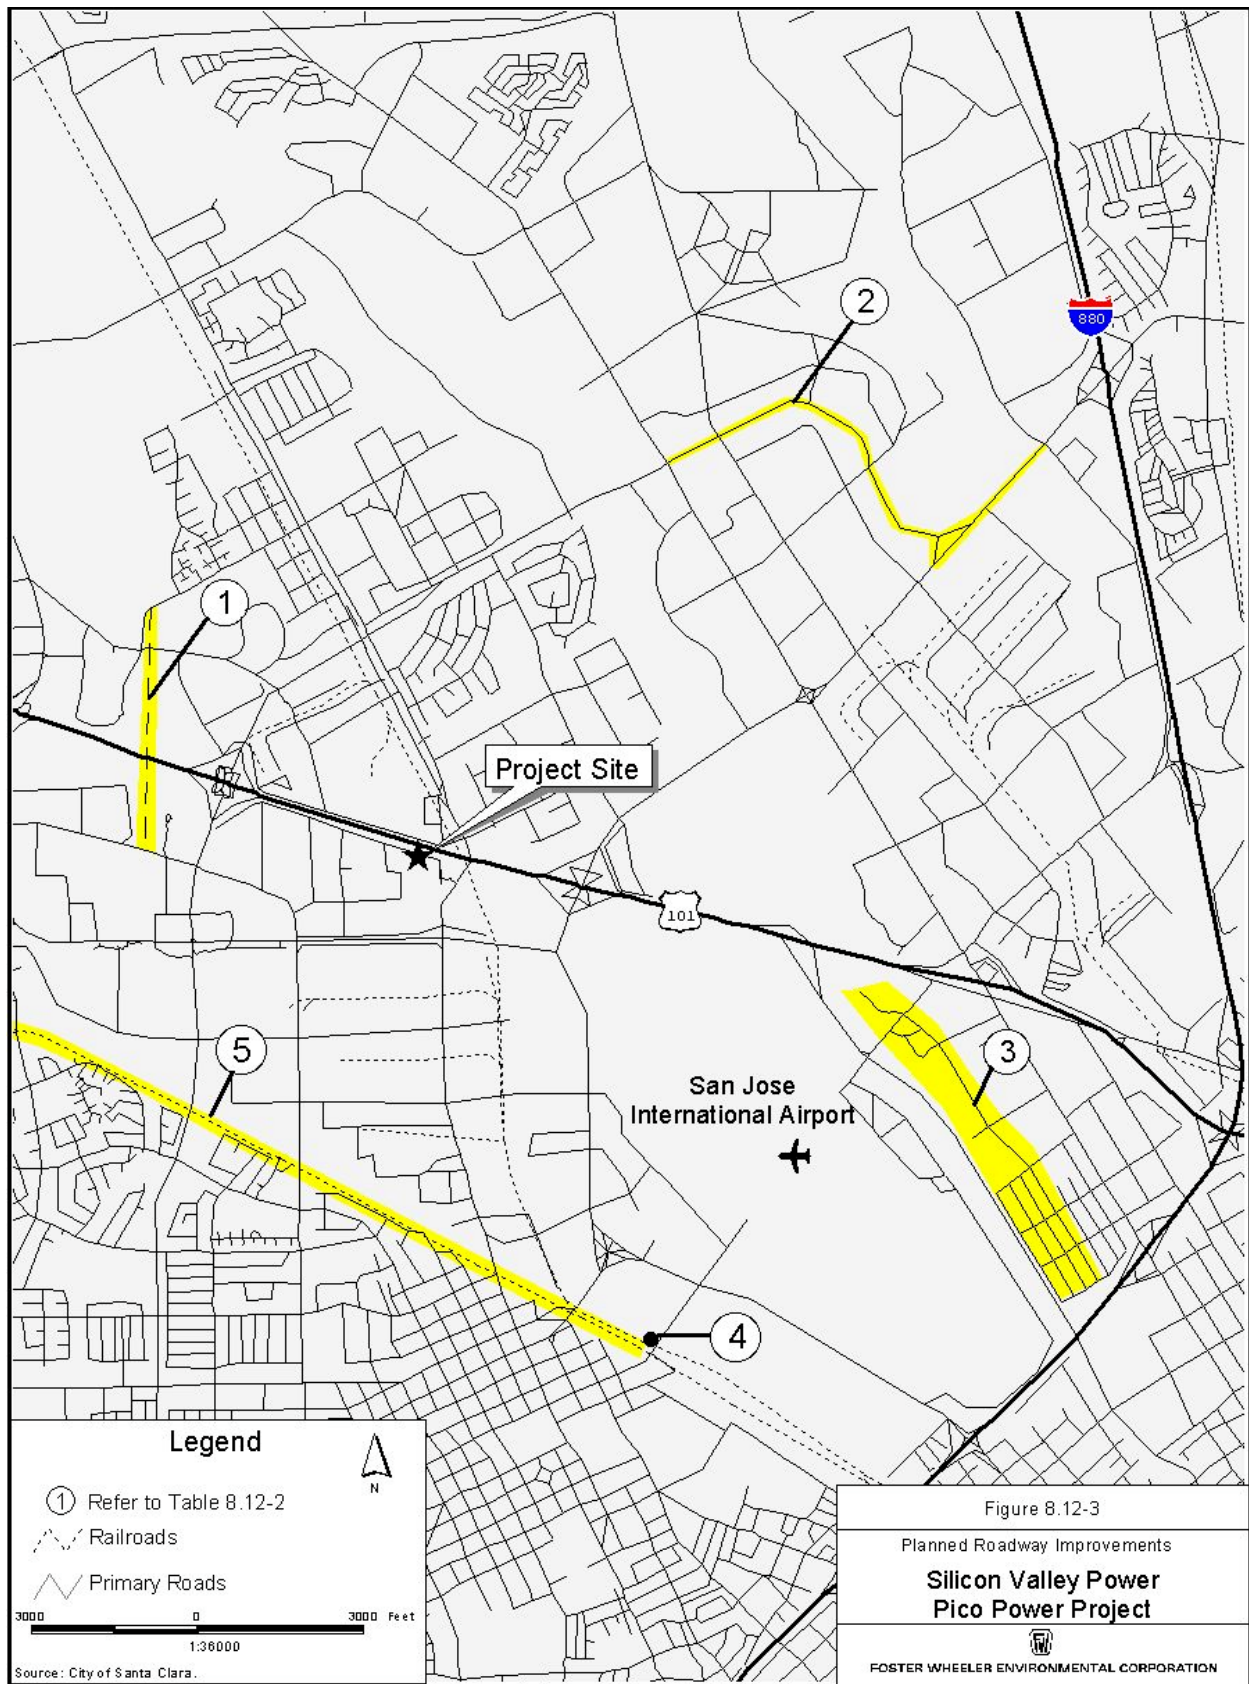 880
2
1
Project Site
101
5
3
San Jose
International Airport
4
Legend
N
1 Refer to Table 8.12-2
Railroads
Primary Roads
3000 0 3000 Feet
1:36000
Source: City of Santa Clara.
Figure 8.12-3
Planned Roadway Improvements
Silicon Valley Power
Pico Power Project
FW
FOSTER WHEELER ENVIRONMENTAL CORPORATION